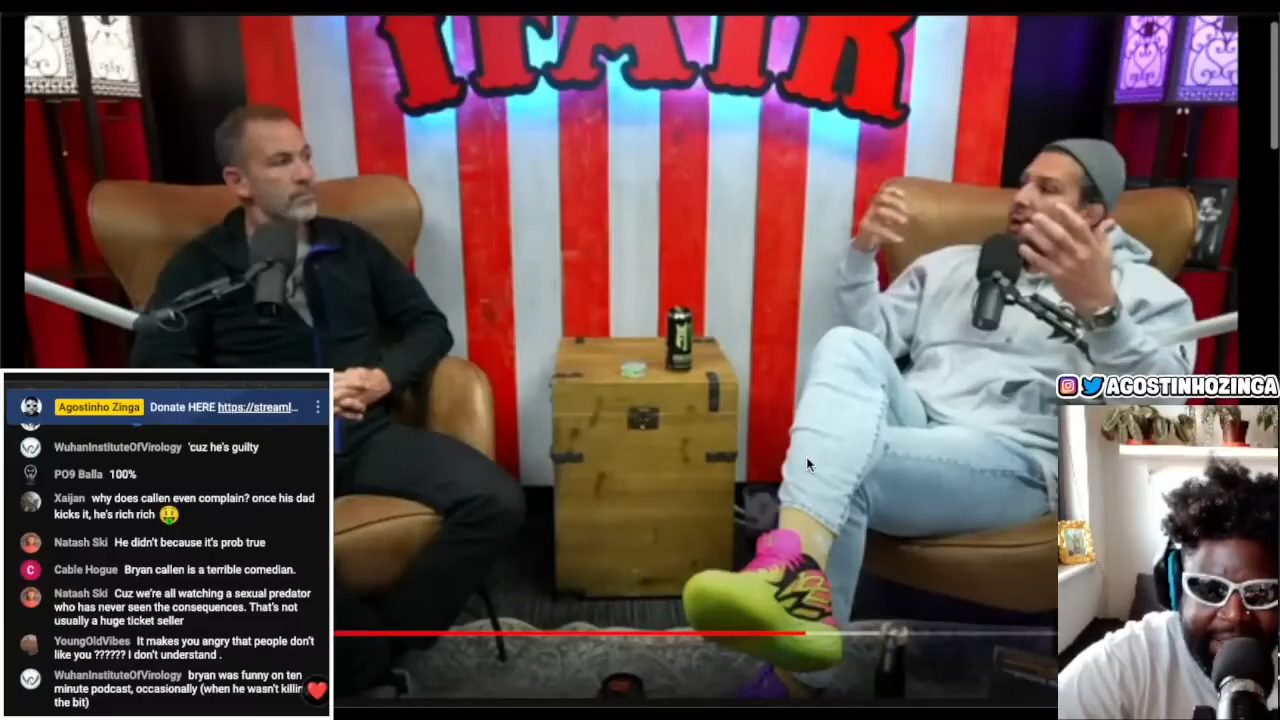 Agostinho Zinga Donate HERE https://streaml...
WuhanInstituteOfVirology 'cuz he's guilty
PO9 Balla 100%
Xaijan why does callen even complain? once his dad
kicks it, he's rich rich
Natash Ski He didn't because it's prob true
Cable Hogue Bryan callen is a terrible comedian.
Natash Ski Cuz we're all watching a sexual predator
who has never seen the consequences. That's not
usually a huge ticket seller
YoungOldVibes It makes you angry that people don't
like you ?????? I don't understand .
WuhanInstituteOfVirology bryan was funny on ten
minute podcast, occasionally (when he wasn't killin
the bit)
AGOSTINHOZINGA